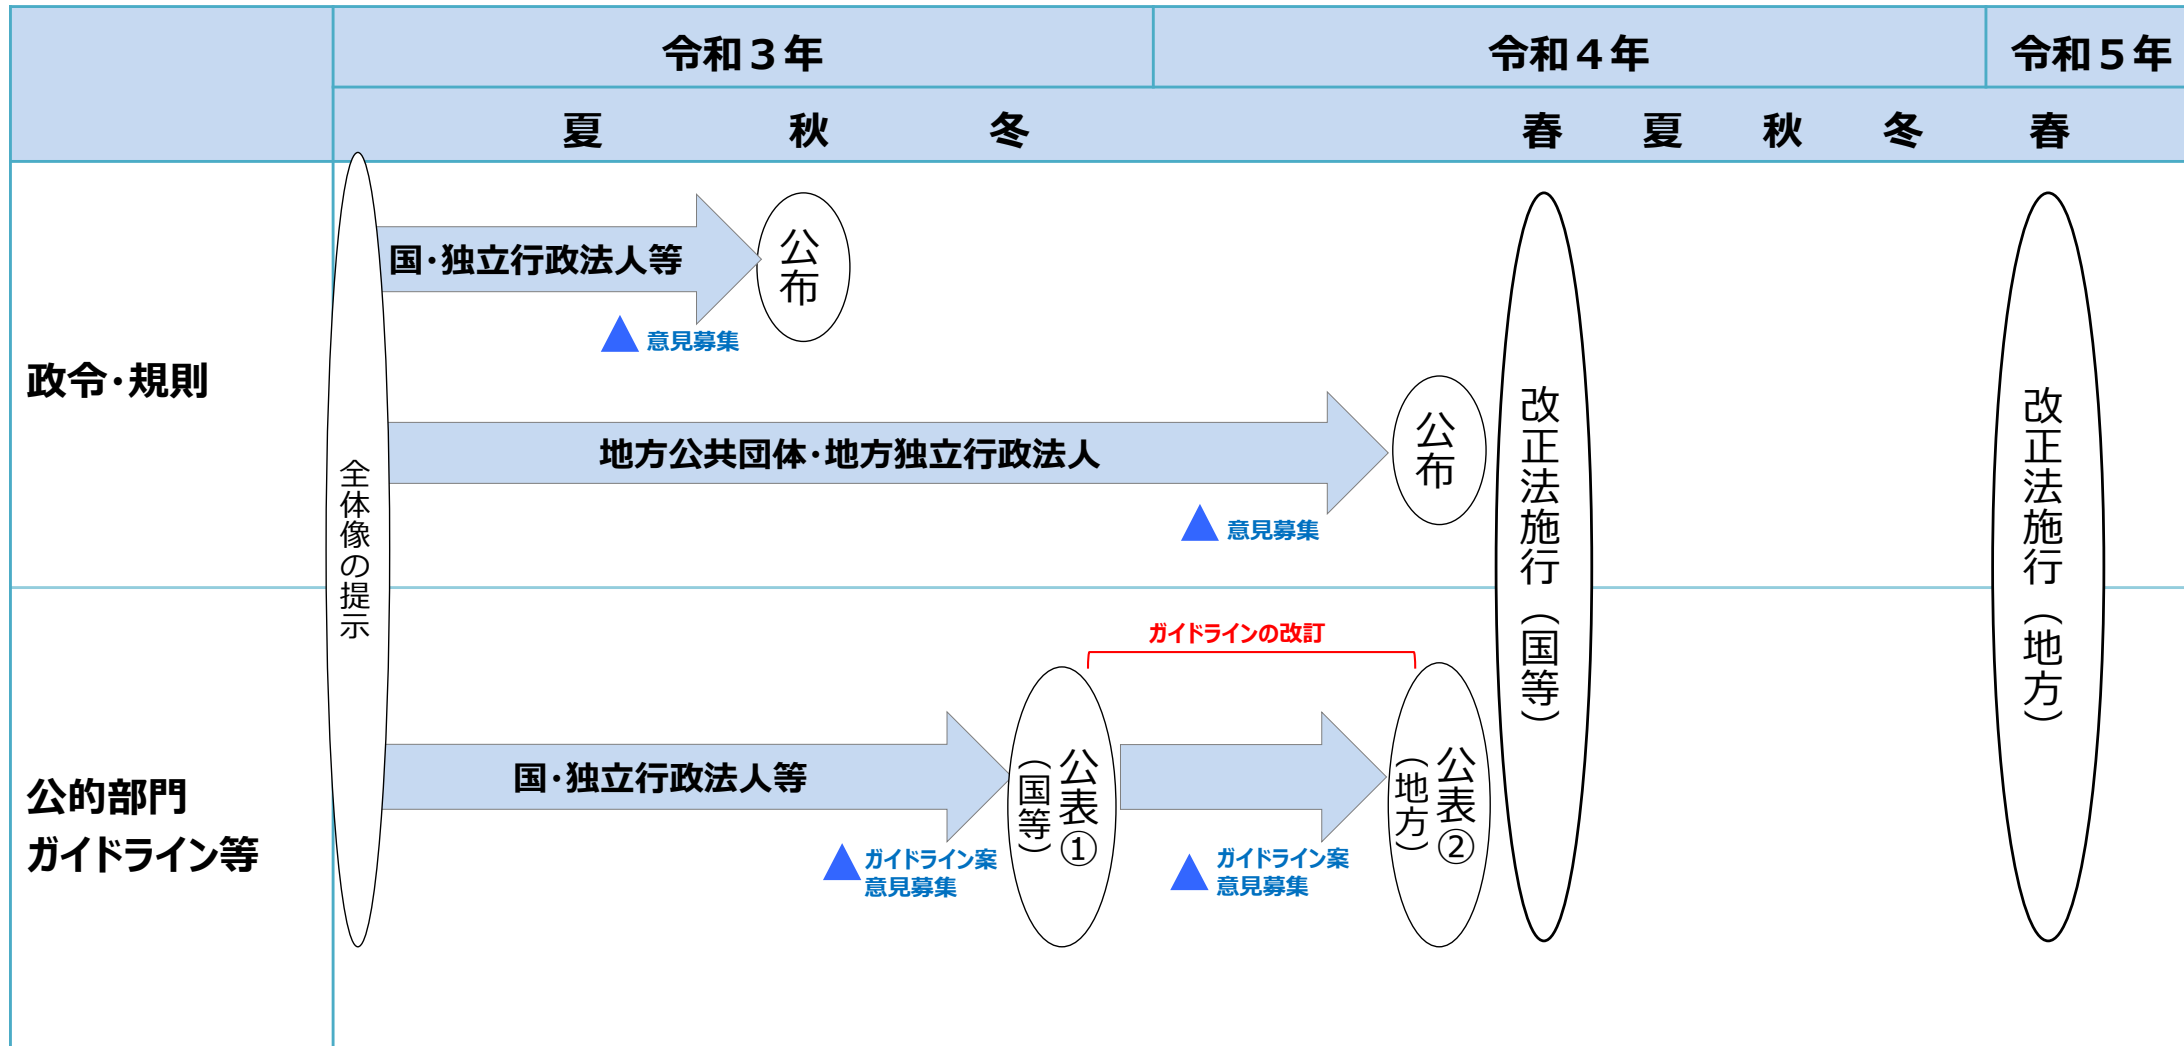 令和３年
令和４年
令和５年
夏
秋
冬
春
夏
秋
冬
春
政令・規則
全体像の提示
国・独立行政法人等
公布
意見募集
地方公共団体・地方独立行政法人
公布
意見募集
改正法施行（国等）
改正法施行（地方）
公的部門
ガイドライン等
ガイドラインの改訂
国・独立行政法人等
公表①
（国等）
公表②
（地方）
ガイドライン案
意見募集
ガイドライン案
意見募集